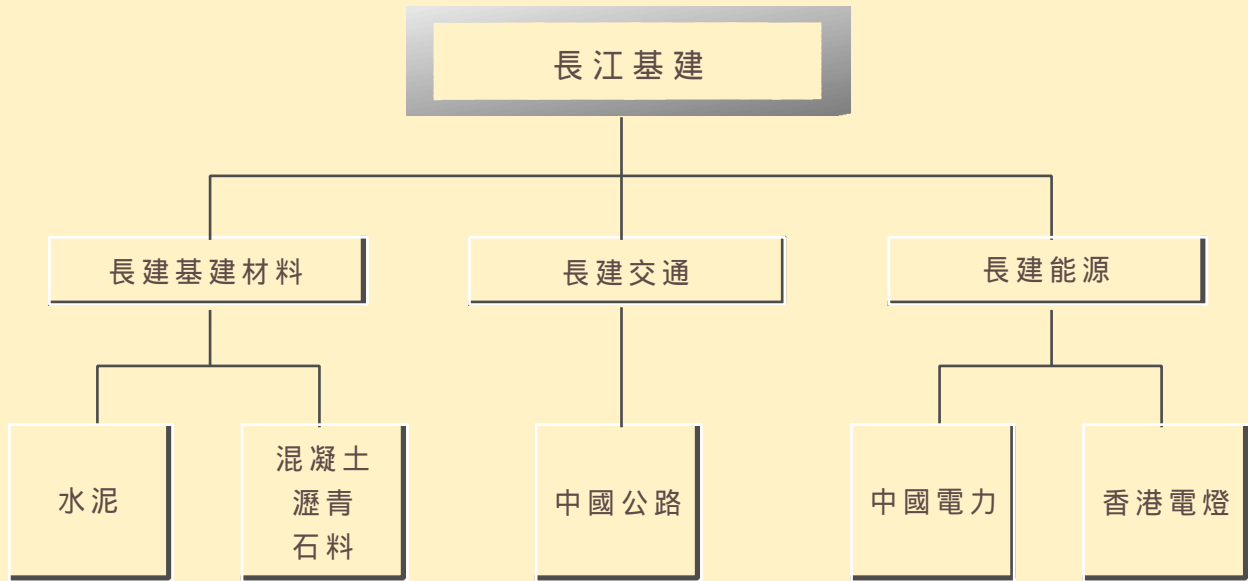 長江基建
長建基建材料
長建交通
長建能源
水泥
混凝土
瀝青
石料
中國公路
中國電力
香港電燈